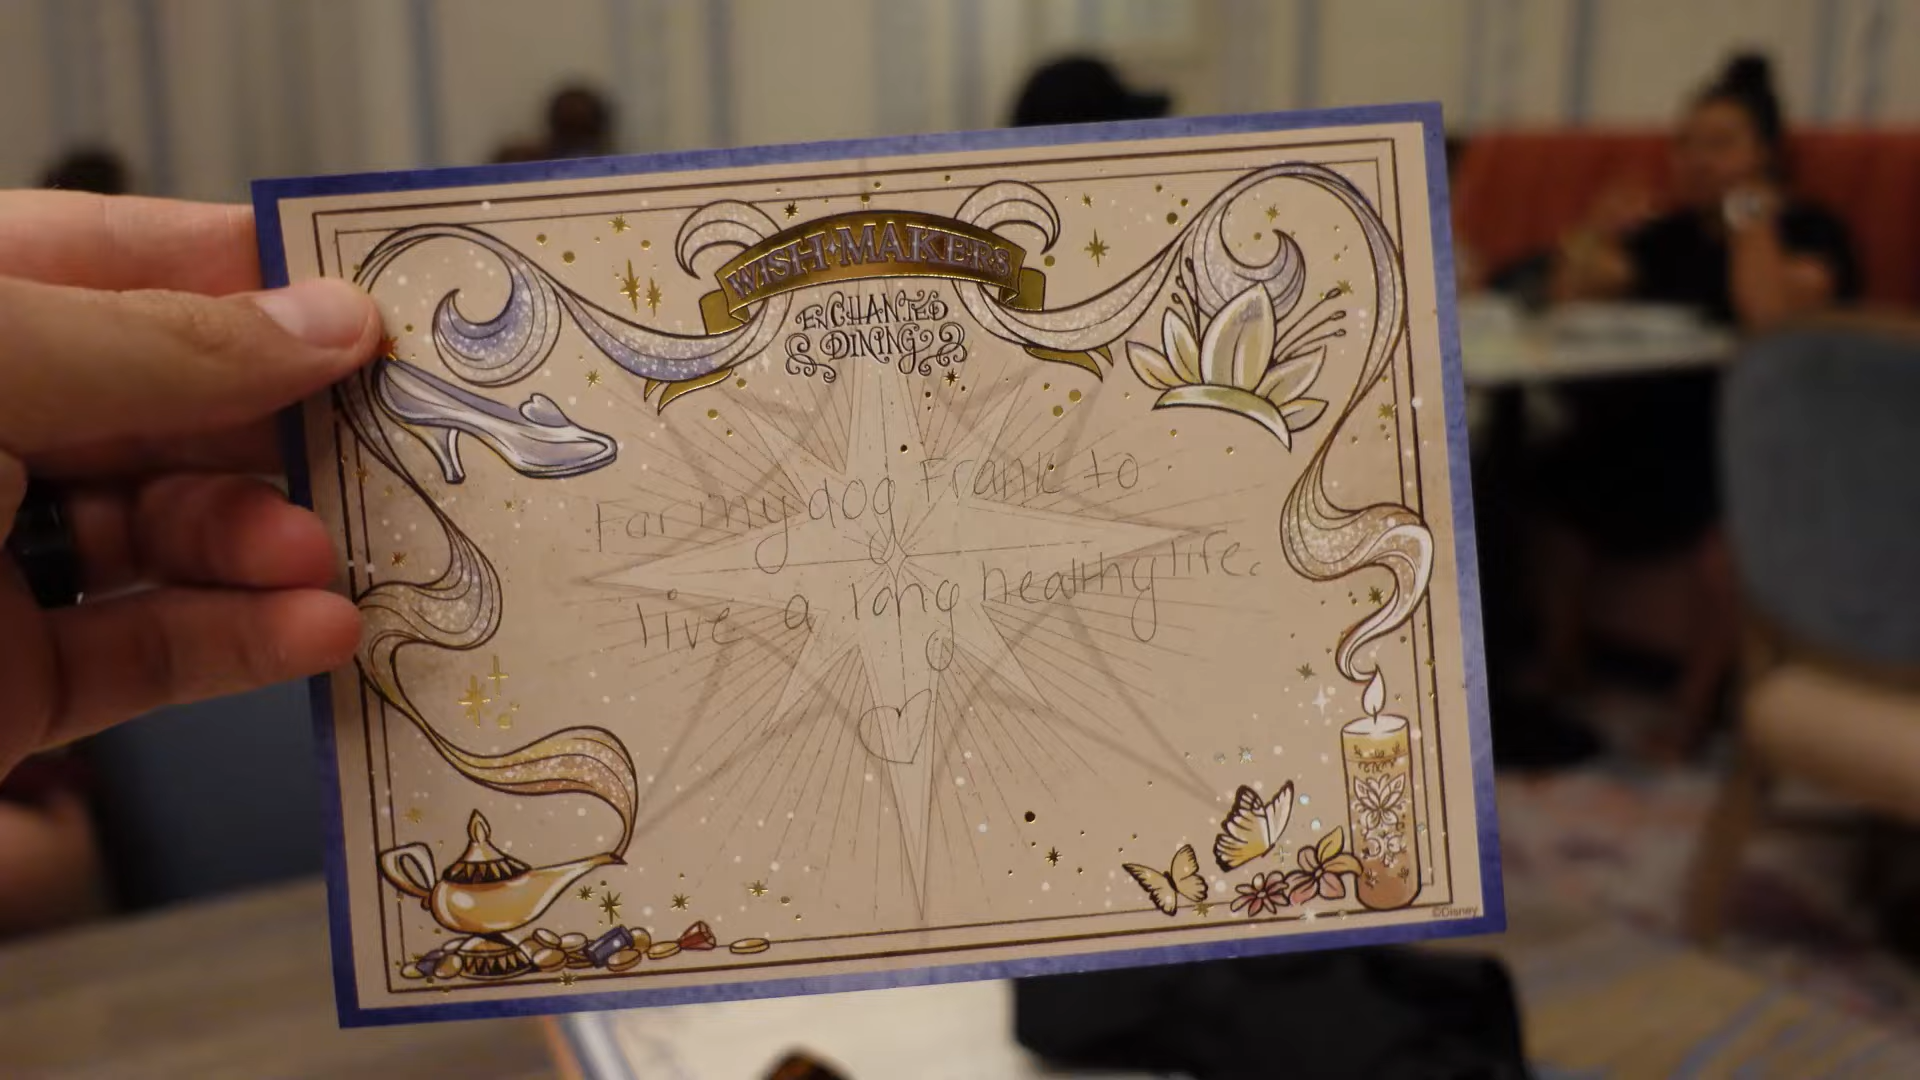 WISH✦MAKERS
ENCHANTED
DINING
For my dog Frank to
live a long healthy life.
©Disney